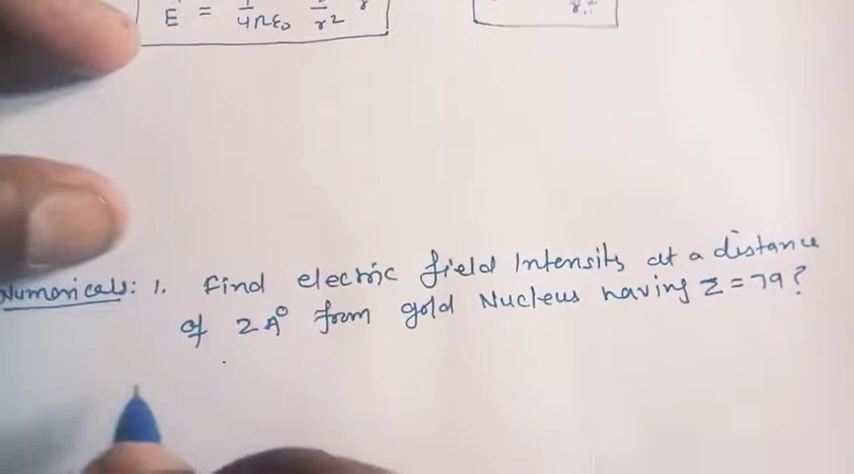 E = 1/4πε0 r2 r
Numericals: 1. Find electric field Intensity at a distance
of 2A° from gold Nucleus having Z = 79?